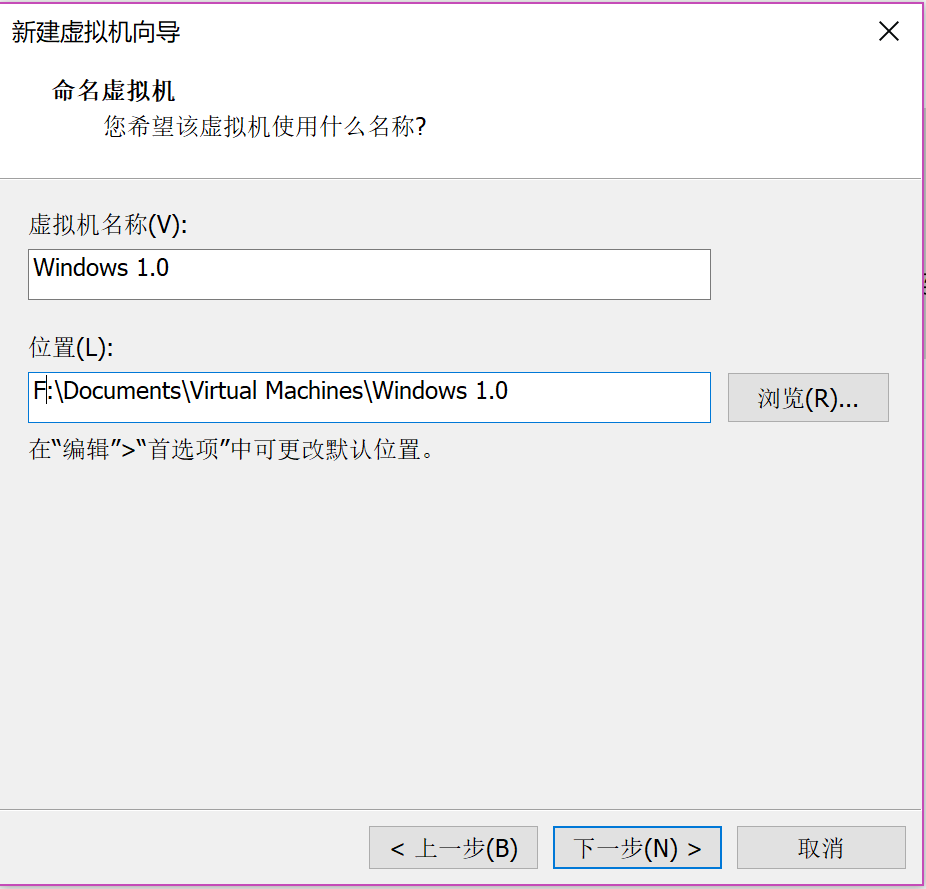 新建虚拟机向导
命名虚拟机
您希望该虚拟机使用什么名称?
虚拟机名称(V):
Windows 1.0
位置(L):
F:\Documents\Virtual Machines\Windows 1.0
浏览(R)...
在“编辑”>“首选项”中可更改默认位置。
< 上一步(B)
下一步(N) >
取消